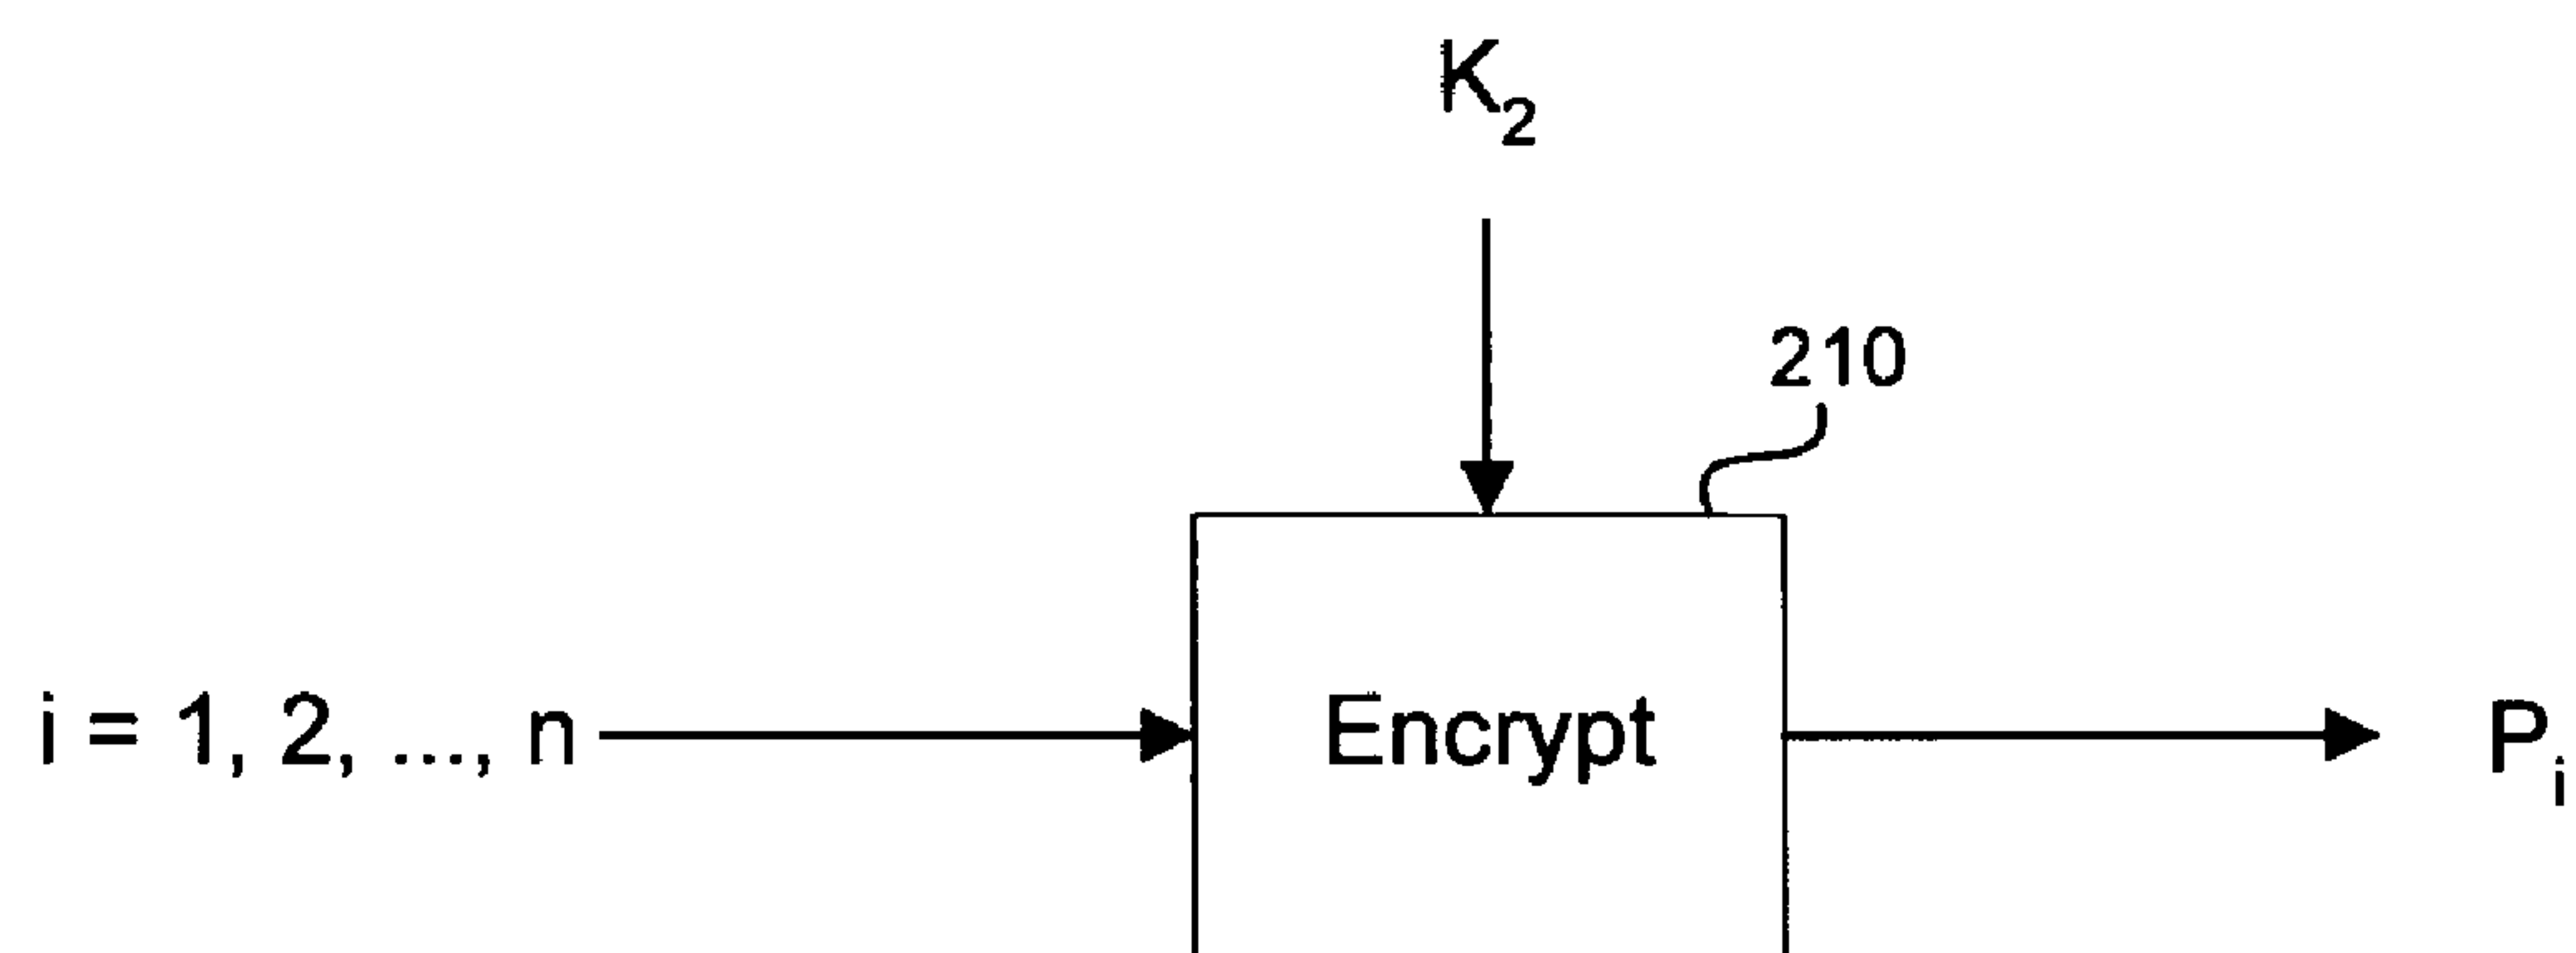 K₂
210
i = 1, 2, ..., n
Encrypt
Pᵢ